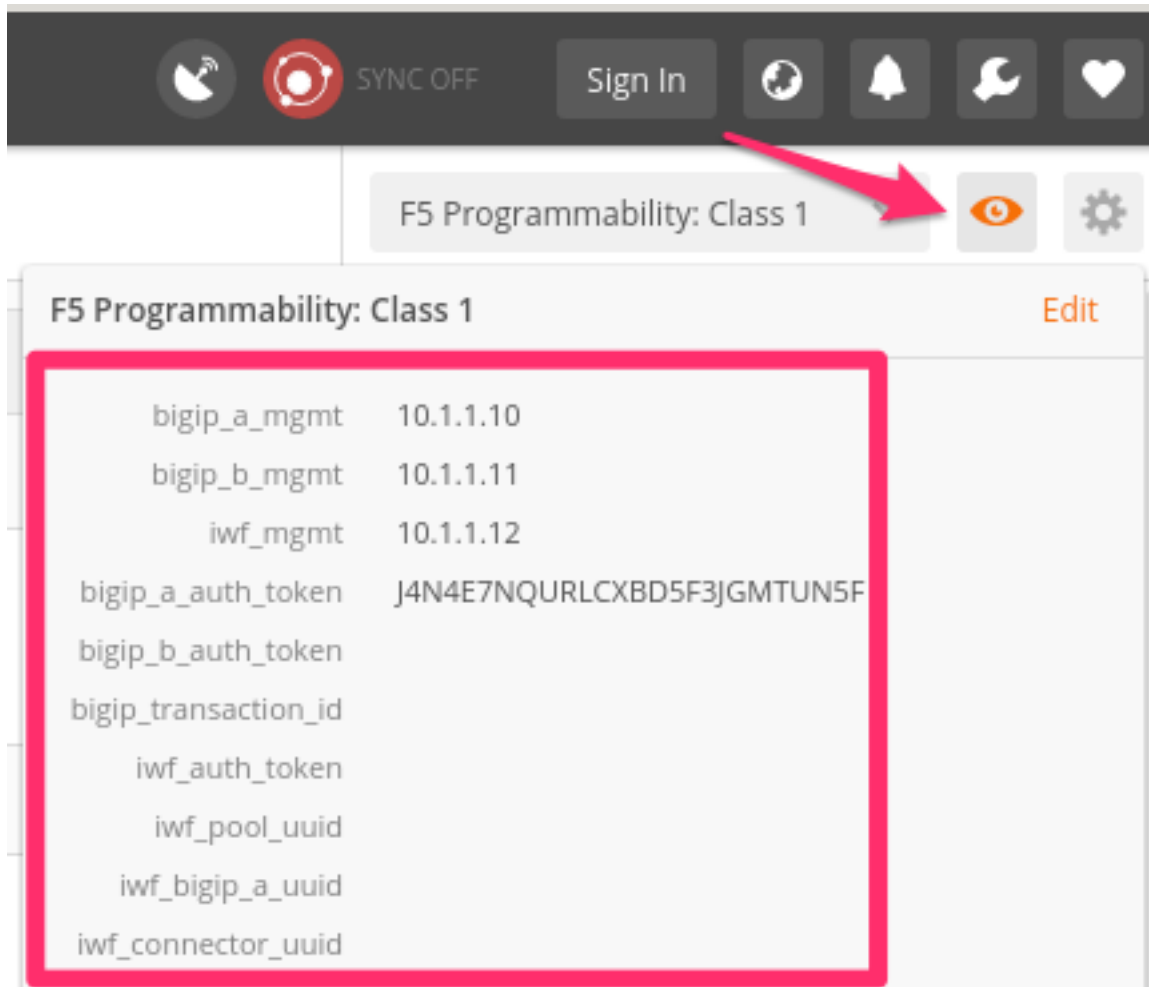 SYNC OFF Sign In
F5 Programmability: Class 1
F5 Programmability: Class 1 Edit
bigip_a_mgmt 10.1.1.10
bigip_b_mgmt 10.1.1.11
iwf_mgmt 10.1.1.12
bigip_a_auth_token J4N4E7NQURLCXBD5F3JGMTUN5F
bigip_b_auth_token
bigip_transaction_id
iwf_auth_token
iwf_pool_uuid
iwf_bigip_a_uuid
iwf_connector_uuid